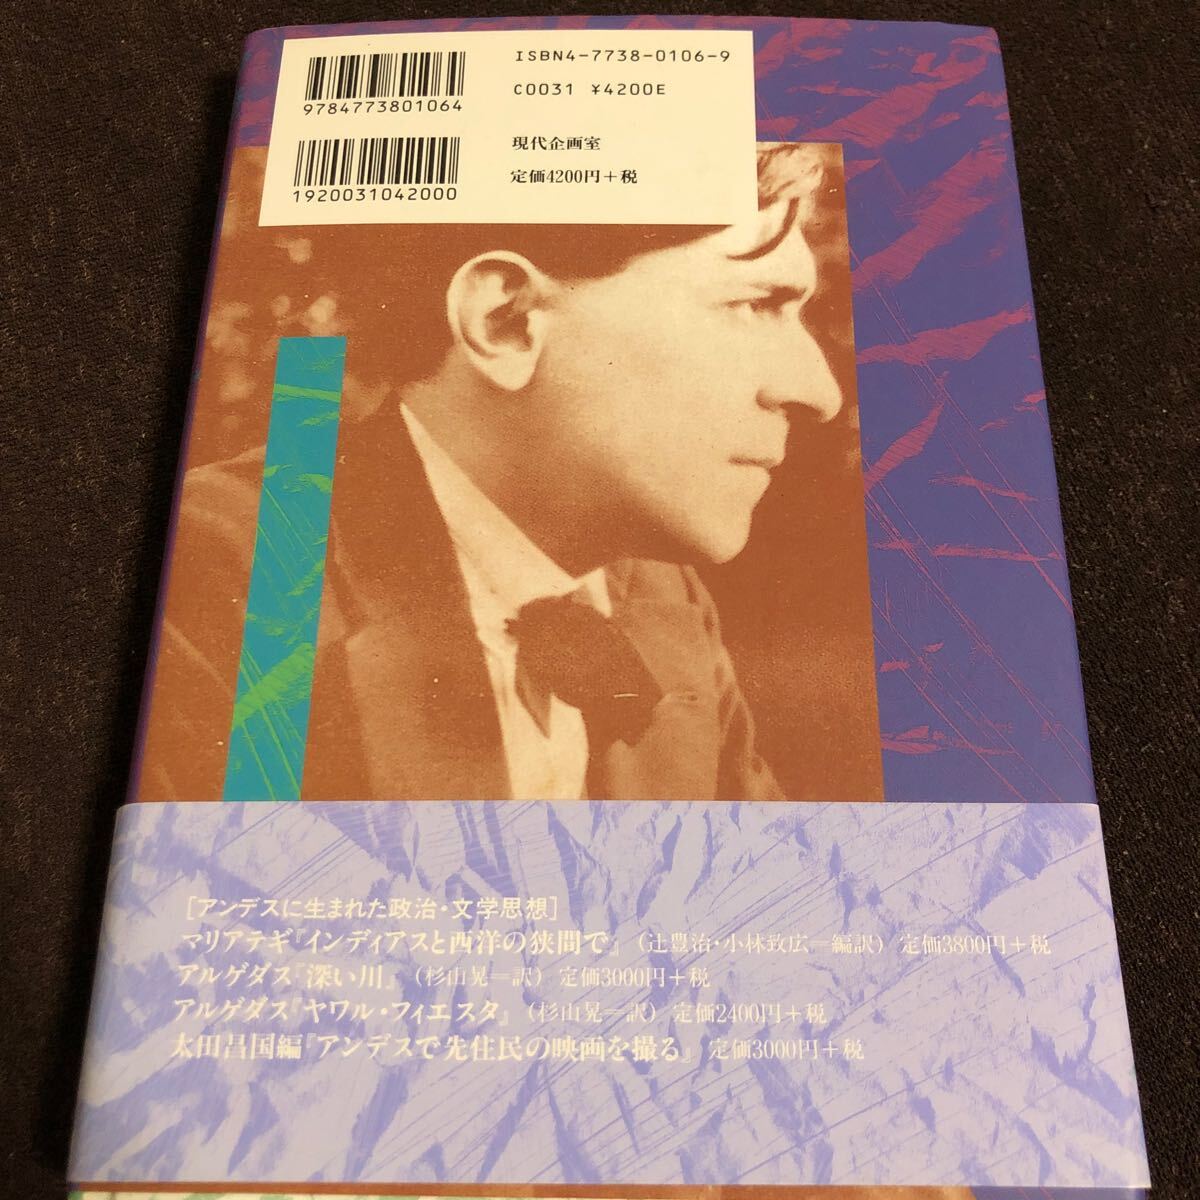 ISBN4-7738-0106-9
C0031 ¥4200E
9784773801064
現代企画室
定価4200円+税
1920031042000
[アンデスに生まれた政治・文学思想]
マリアテギ『インディアスと西洋の狭間で』(辻豊治・小林致広=編訳) 定価3800円+税
アルゲダス『深い川』(杉山晃=訳) 定価3000円+税
アルゲダス『ヤワル・フィエスタ』(杉山晃=訳) 定価2400円+税
太田昌国編『アンデスで先住民の映画を撮る』定価3000円+税